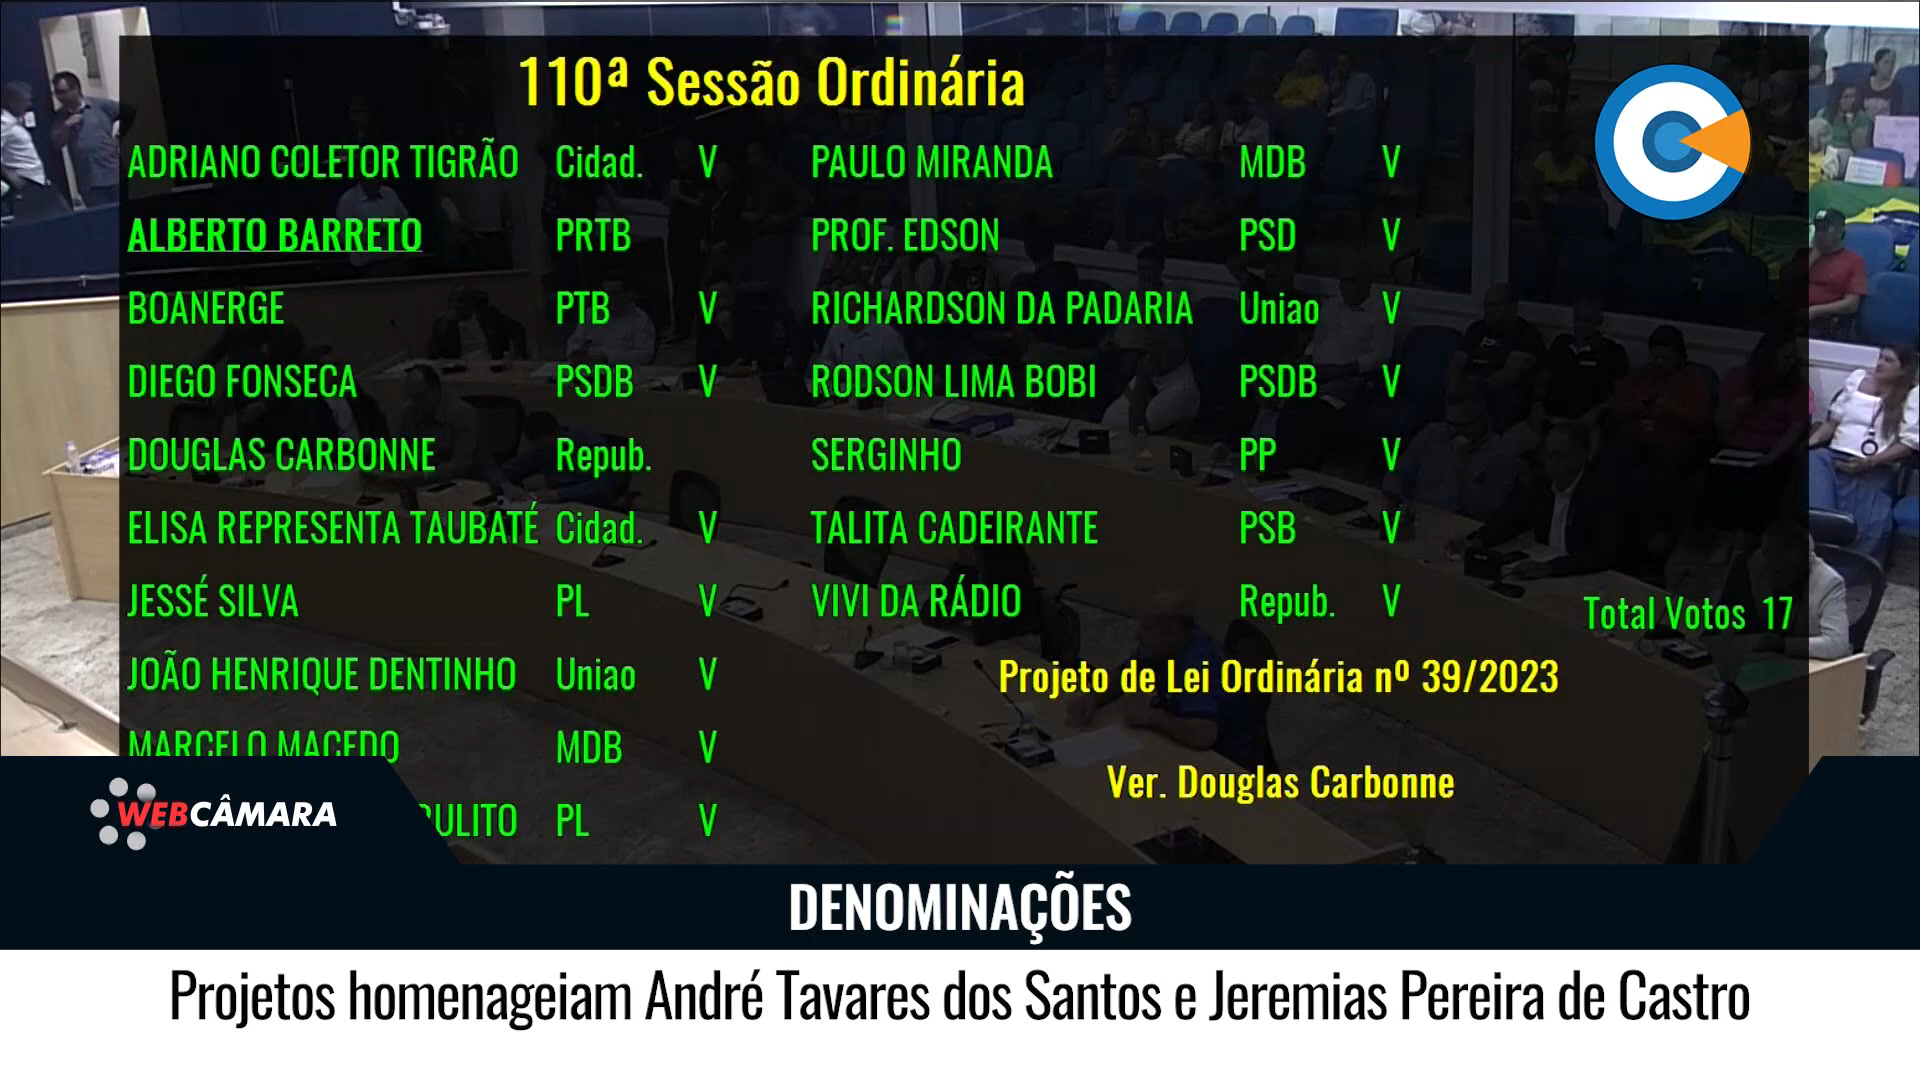 110ª Sessão Ordinária
ADRIANO COLETOR TIGRÃO Cidad. V
ALBERTO BARRETO PRTB
BOANERGE PTB V
DIEGO FONSECA PSDB V
DOUGLAS CARBONNE Repub.
ELISA REPRESENTA TAUBATÉ Cidad. V
JESSÉ SILVA PL V
JOÃO HENRIQUE DENTINHO Uniao V
MARCELO MACEDO MDB V
PL V
PAULO MIRANDA MDB V
PROF. EDSON PSD V
RICHARDSON DA PADARIA Uniao V
RODSON LIMA BOBI PSDB V
SERGINHO PP V
TALITA CADEIRANTE PSB V
VIVI DA RÁDIO Repub. V
Total Votos 17
Projeto de Lei Ordinária nº 39/2023
Ver. Douglas Carbonne
WEBCÂMARA
DENOMINAÇÕES
Projetos homenageiam André Tavares dos Santos e Jeremias Pereira de Castro